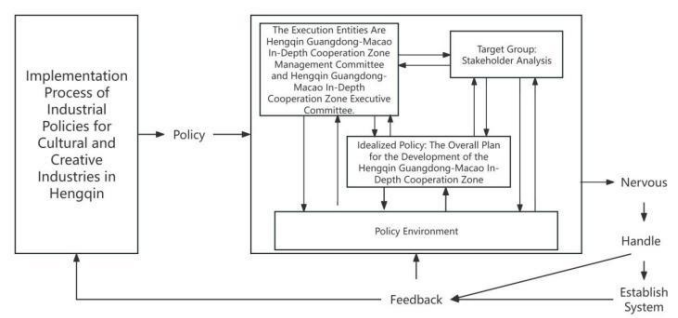 Implementation
Process of
Industrial
Policies for
Cultural and
Creative
Industries in
Hengqin
Policy
The Execution Entities Are
Hengqin Guangdong-Macao
In-Depth Cooperation Zone
Management Committee
and Hengqin Guangdong-
Macao In-Depth
Cooperation Zone Executive
Committee.
Target Group:
Stakeholder Analysis
Idealized Policy: The Overall Plan
for the Development of the
Hengqin Guangdong-Macao In-
Depth Cooperation Zone
Policy Environment
Nervous
Handle
Establish
System
Feedback